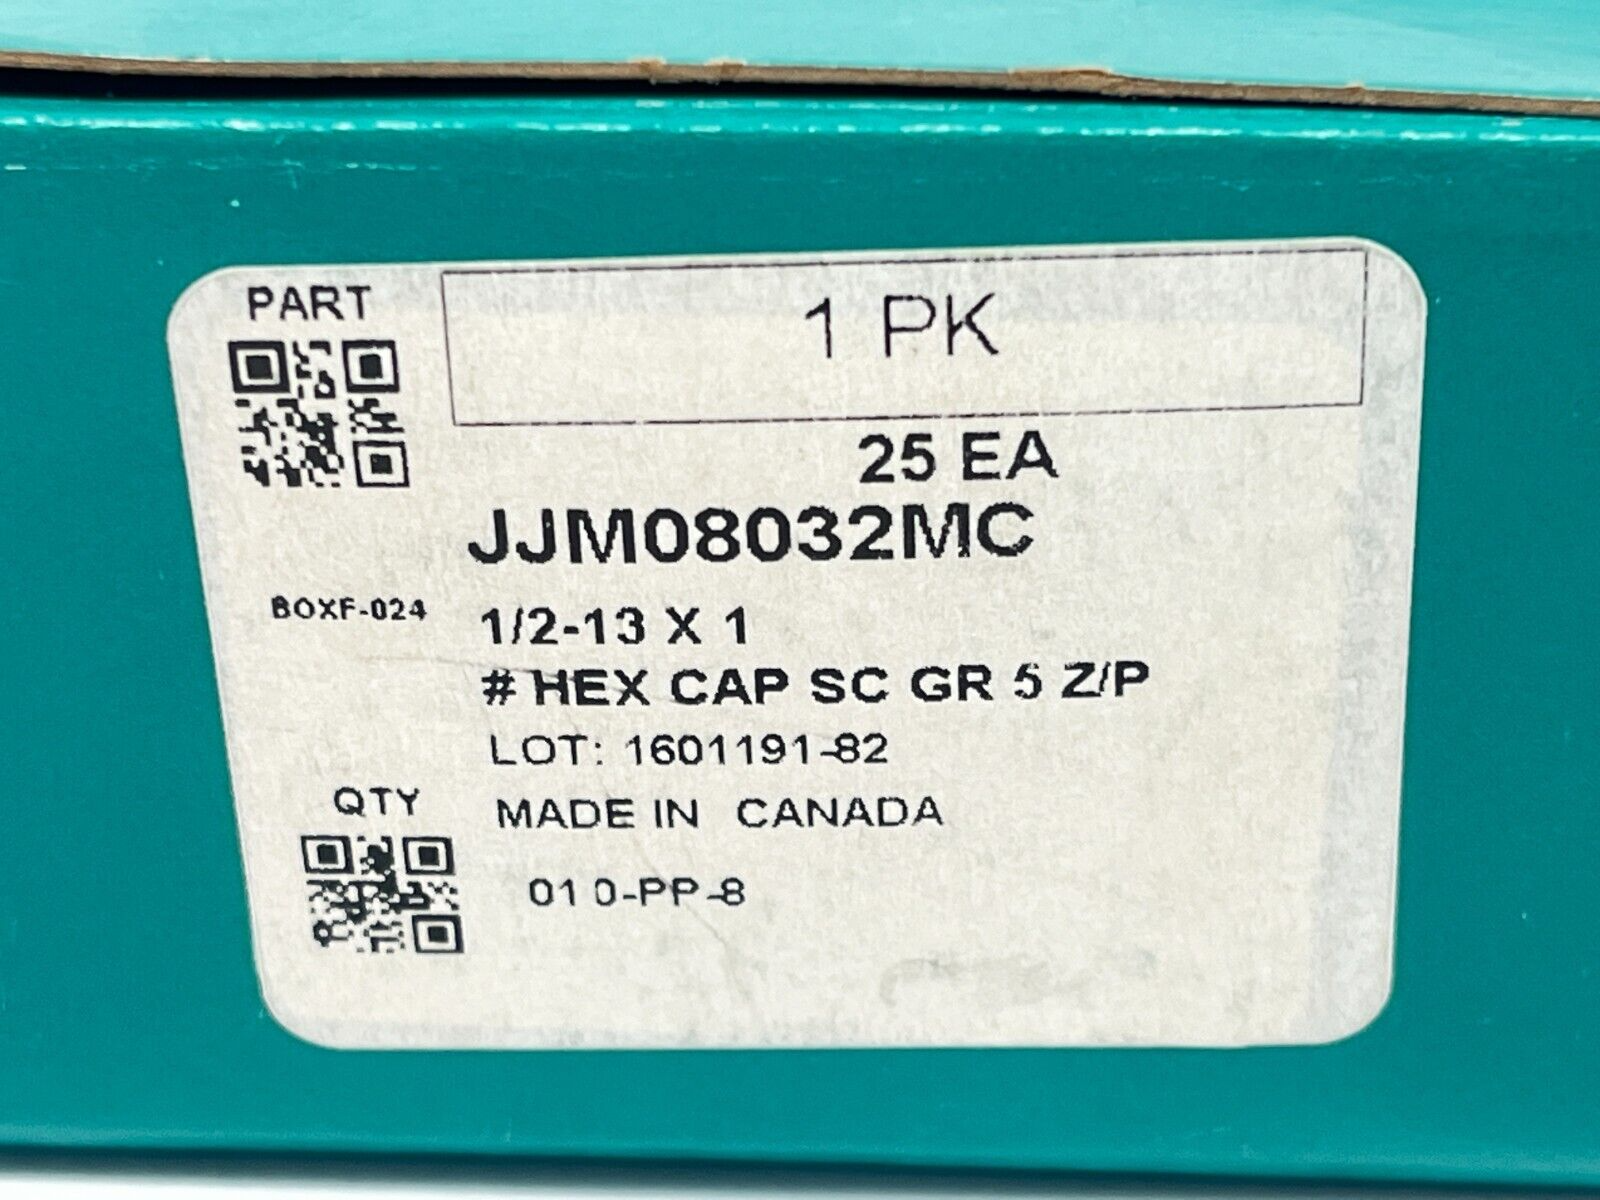 PART
1 PK
25 EA
JJM08032MC
BOXF-024
1/2-13 X 1
# HEX CAP SC GR 5 Z/P
LOT: 1601191-82
QTY
MADE IN CANADA
010-PP-8